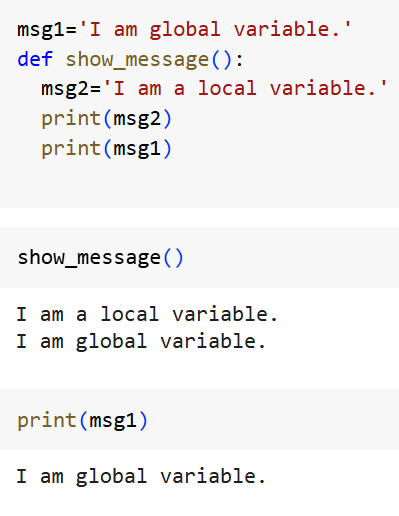 msg1='I am global variable.'
def show_message():
  msg2='I am a local variable.'
  print(msg2)
  print(msg1)
show_message()
I am a local variable.
I am global variable.
print(msg1)
I am global variable.